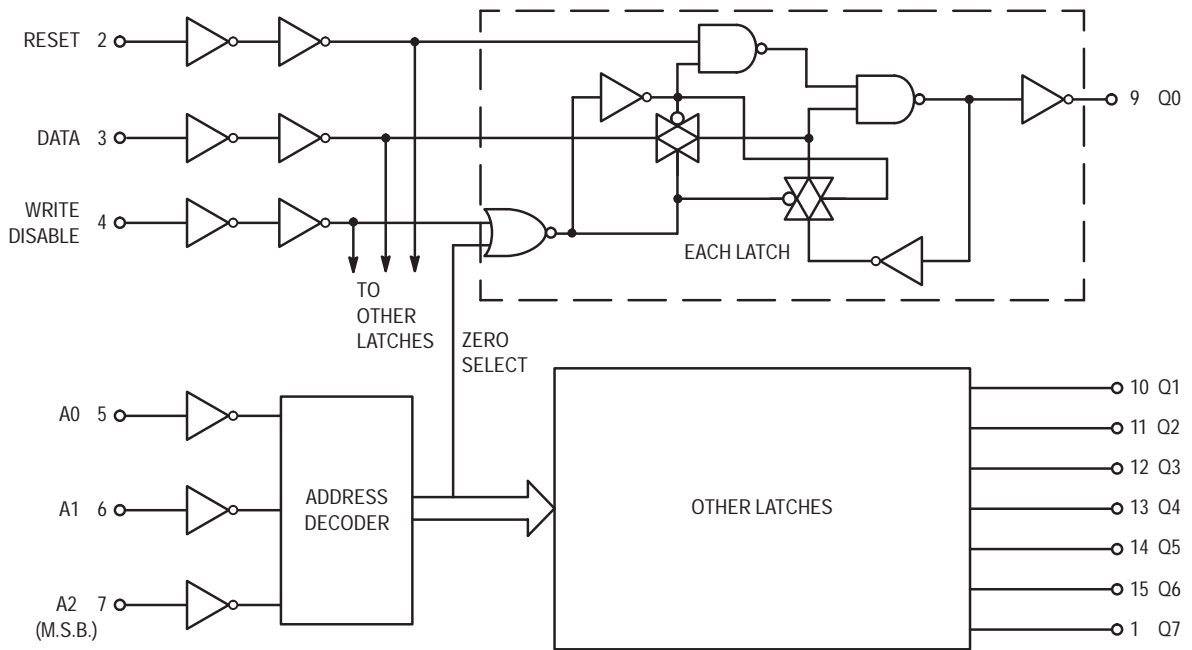 RESET 2
DATA 3
WRITE
DISABLE 4
9 Q0
EACH LATCH
TO
OTHER
LATCHES
ZERO
SELECT
A0 5
A1 6
A2 7
(M.S.B.)
ADDRESS
DECODER
OTHER LATCHES
10 Q1
11 Q2
12 Q3
13 Q4
14 Q5
15 Q6
1 Q7